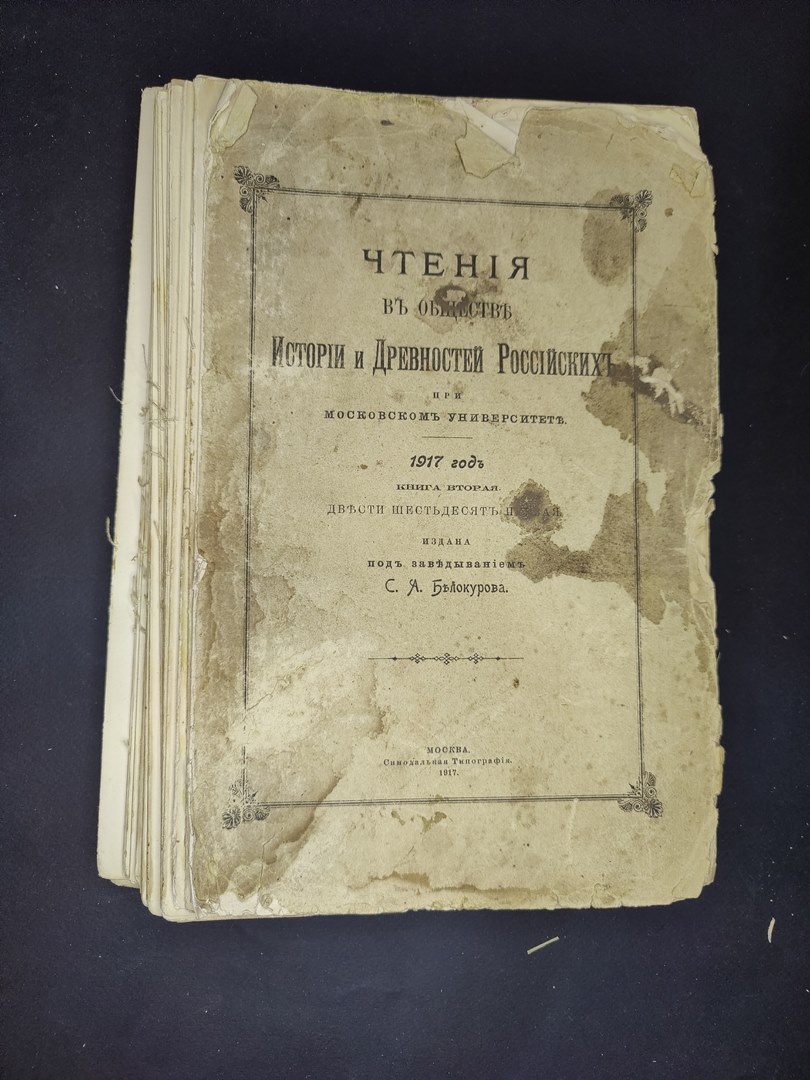 ЧТЕНІЯ
ВЪ ОБЩЕСТВѢ
ИСТОРІИ и ДРЕВНОСТЕЙ РОССІЙСКИХЪ
ПРИ
МОСКОВСКОМЪ УНИВЕРСИТЕТѢ.
1917 годъ
КНИГА ВТОРАЯ.
ДВѢСТИ ШЕСТЬДЕСЯТЪ
ИЗДАНА
подъ завѣдываніемъ
С. А. Бѣлокурова.
МОСКВА.
Синодальная Типографія.
1917.